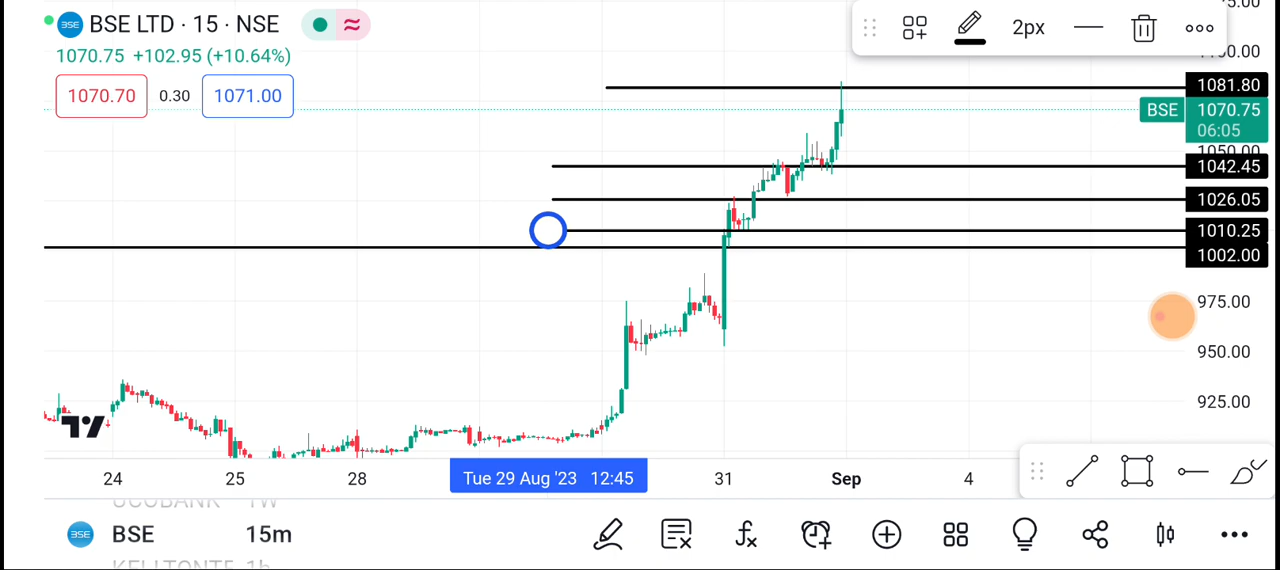 BSE LTD · 15 · NSE
1070.75 +102.95 (+10.64%)
1070.70 0.30 1071.00
2px
1081.80
BSE 1070.75
06:05
1050.00
1042.45
1026.05
1010.25
1002.00
975.00
950.00
925.00
24 25 28 Tue 29 Aug '23 12:45 31 Sep 4
UCOBANK 1W
BSE 15m